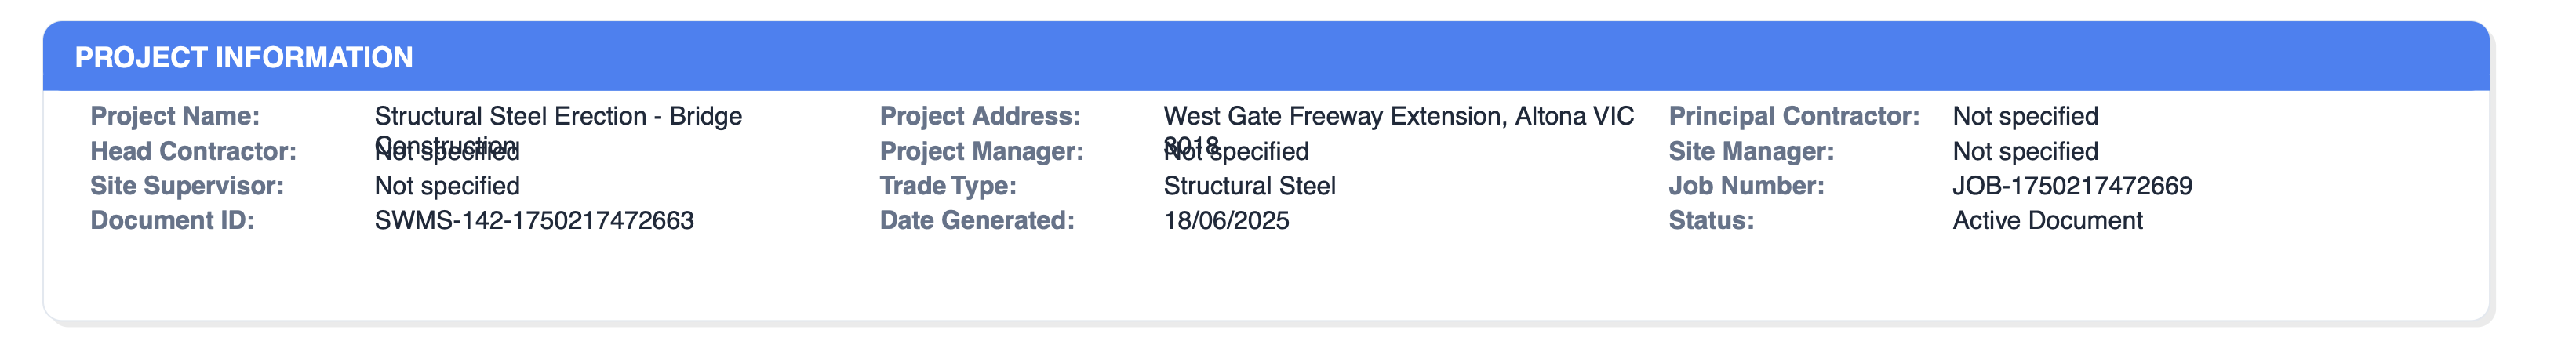 PROJECT INFORMATION
Project Name: Structural Steel Erection - Bridge Construction
Project Address: West Gate Freeway Extension, Altona VIC 3018
Principal Contractor: Not specified
Head Contractor: Not specified
Project Manager: Not specified
Site Manager: Not specified
Site Supervisor: Not specified
Trade Type: Structural Steel
Job Number: JOB-1750217472669
Document ID: SWMS-142-1750217472663
Date Generated: 18/06/2025
Status: Active Document